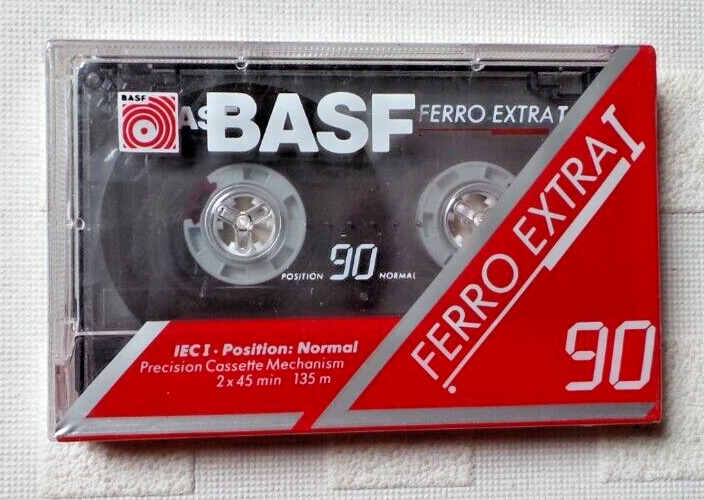 BASF
AS
BASF
FERRO EXTRA I
POSITION 90 NORMAL
FERRO EXTRA I
90
IEC I · Position: Normal
Precision Cassette Mechanism
2 x 45 min 135 m